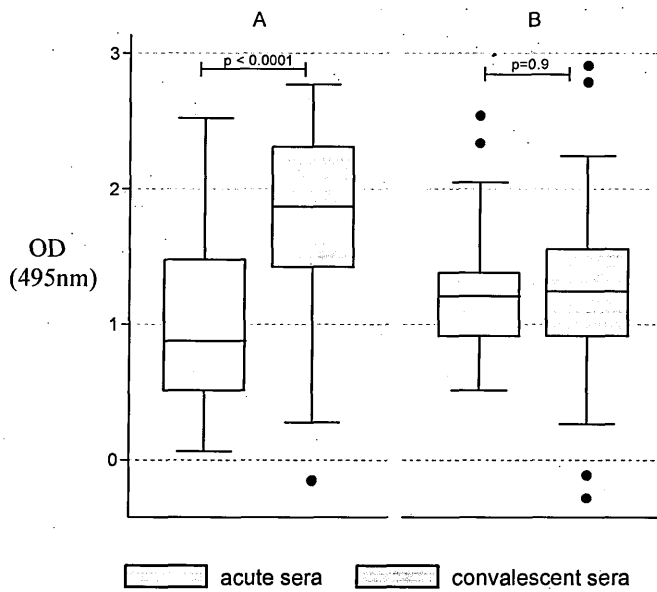 A B
3
p < 0.0001 p=0.9
2
OD
(495nm)
1
0
acute sera convalescent sera